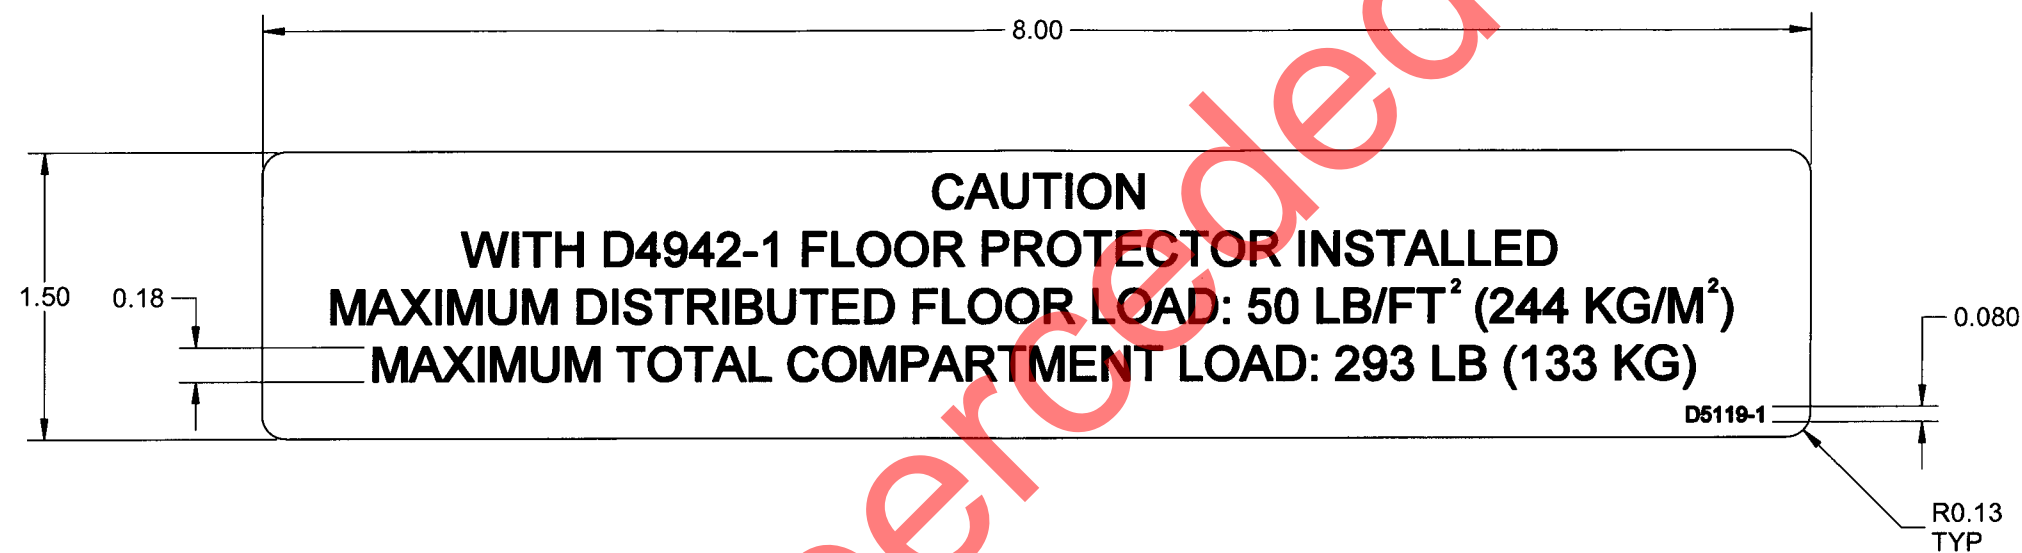 8.00
CAUTION
WITH D4942-1 FLOOR PROTECTOR INSTALLED
MAXIMUM DISTRIBUTED FLOOR LOAD: 50 LB/FT² (244 KG/M²)
MAXIMUM TOTAL COMPARTMENT LOAD: 293 LB (133 KG)
D5119-1
1.50
0.18
0.080
R0.13
TYP
erceded